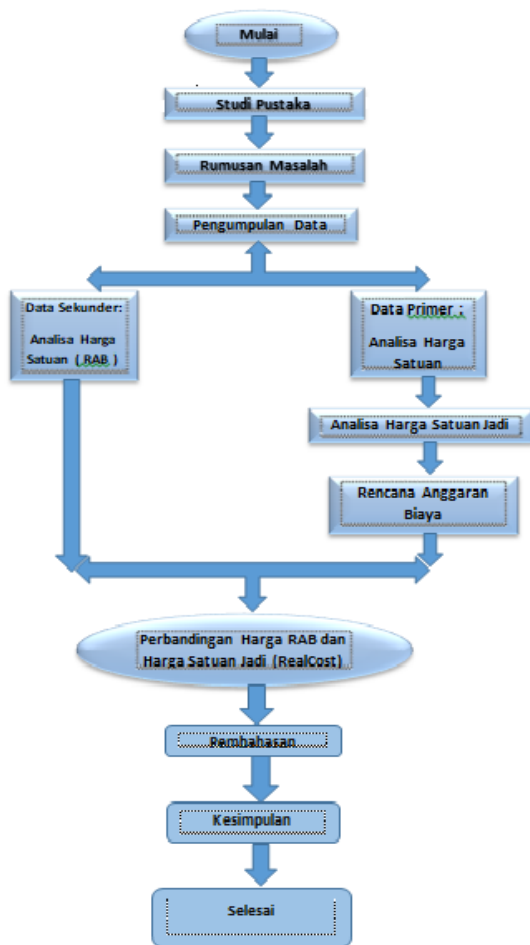 Mulai
Studi Pustaka
Rumusan Masalah
Pengumpulan Data
Data Sekunder:
Analisa Harga
Satuan ( RAB )
Data Primer :
Analisa Harga
Satuan
Analisa Harga Satuan Jadi
Rencana Anggaran
Biaya
Perbandingan Harga RAB dan
Harga Satuan Jadi (RealCost)
Pembahasan
Kesimpulan
Selesai